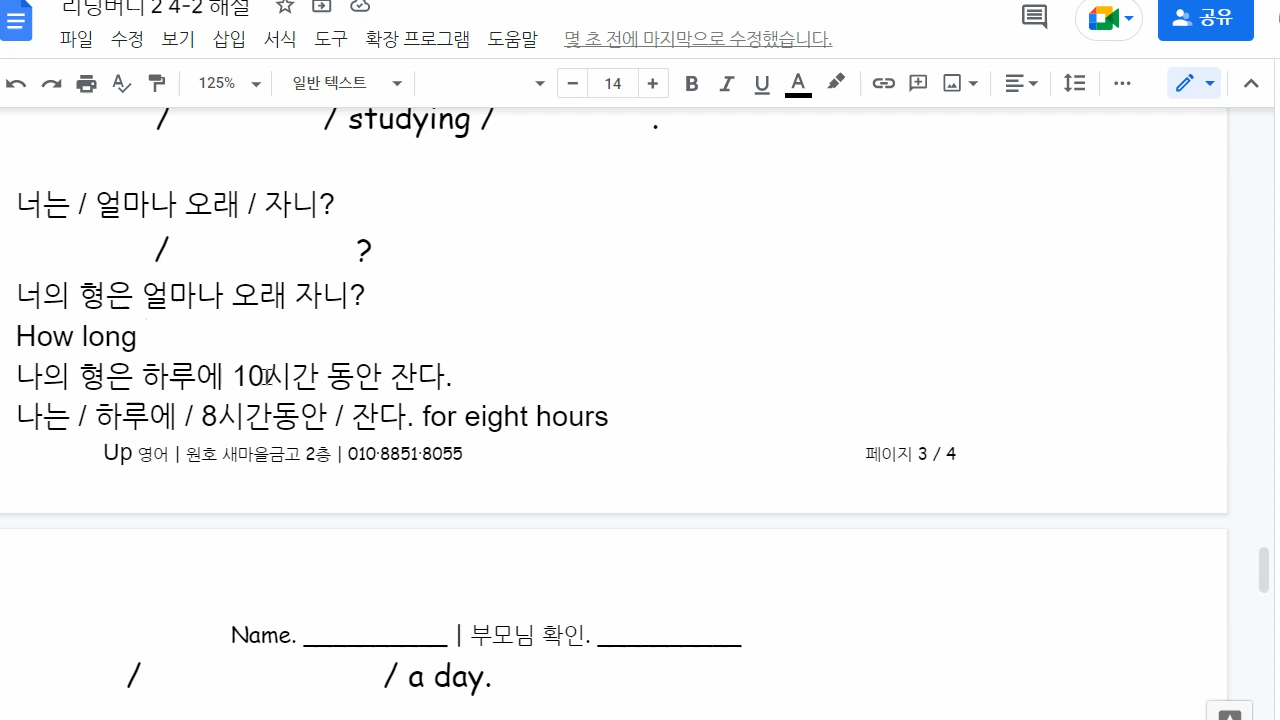 리딩버디 2 4-2 해설
공유
파일 수정 보기 삽입 서식 도구 확장 프로그램 도움말 몇 초 전에 마지막으로 수정했습니다.
125% 일반 텍스트 14 B I U A
/ / studying / .
너는 / 얼마나 오래 / 자니?
/ ?
너의 형은 얼마나 오래 자니?
How long
나의 형은 하루에 10시간 동안 잔다.
나는 / 하루에 / 8시간동안 / 잔다. for eight hours
Up 영어 | 원호 새마을금고 2층 | 010·8851·8055 페이지 3 / 4
Name. ____________ | 부모님 확인. ____________
/ / a day.